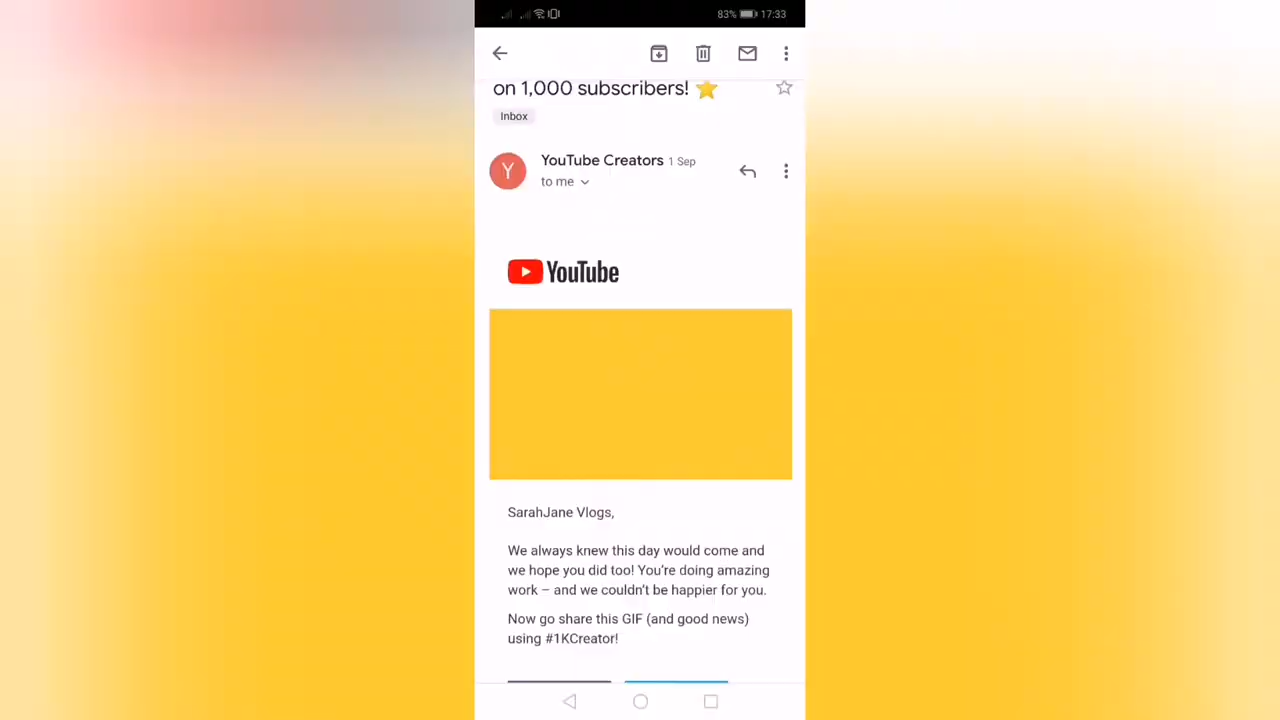 83% 17:33
on 1,000 subscribers! ⭐
Inbox
Y
YouTube Creators 1 Sep
to me
YouTube
SarahJane Vlogs,
We always knew this day would come and
we hope you did too! You're doing amazing
work – and we couldn't be happier for you.
Now go share this GIF (and good news)
using #1KCreator!